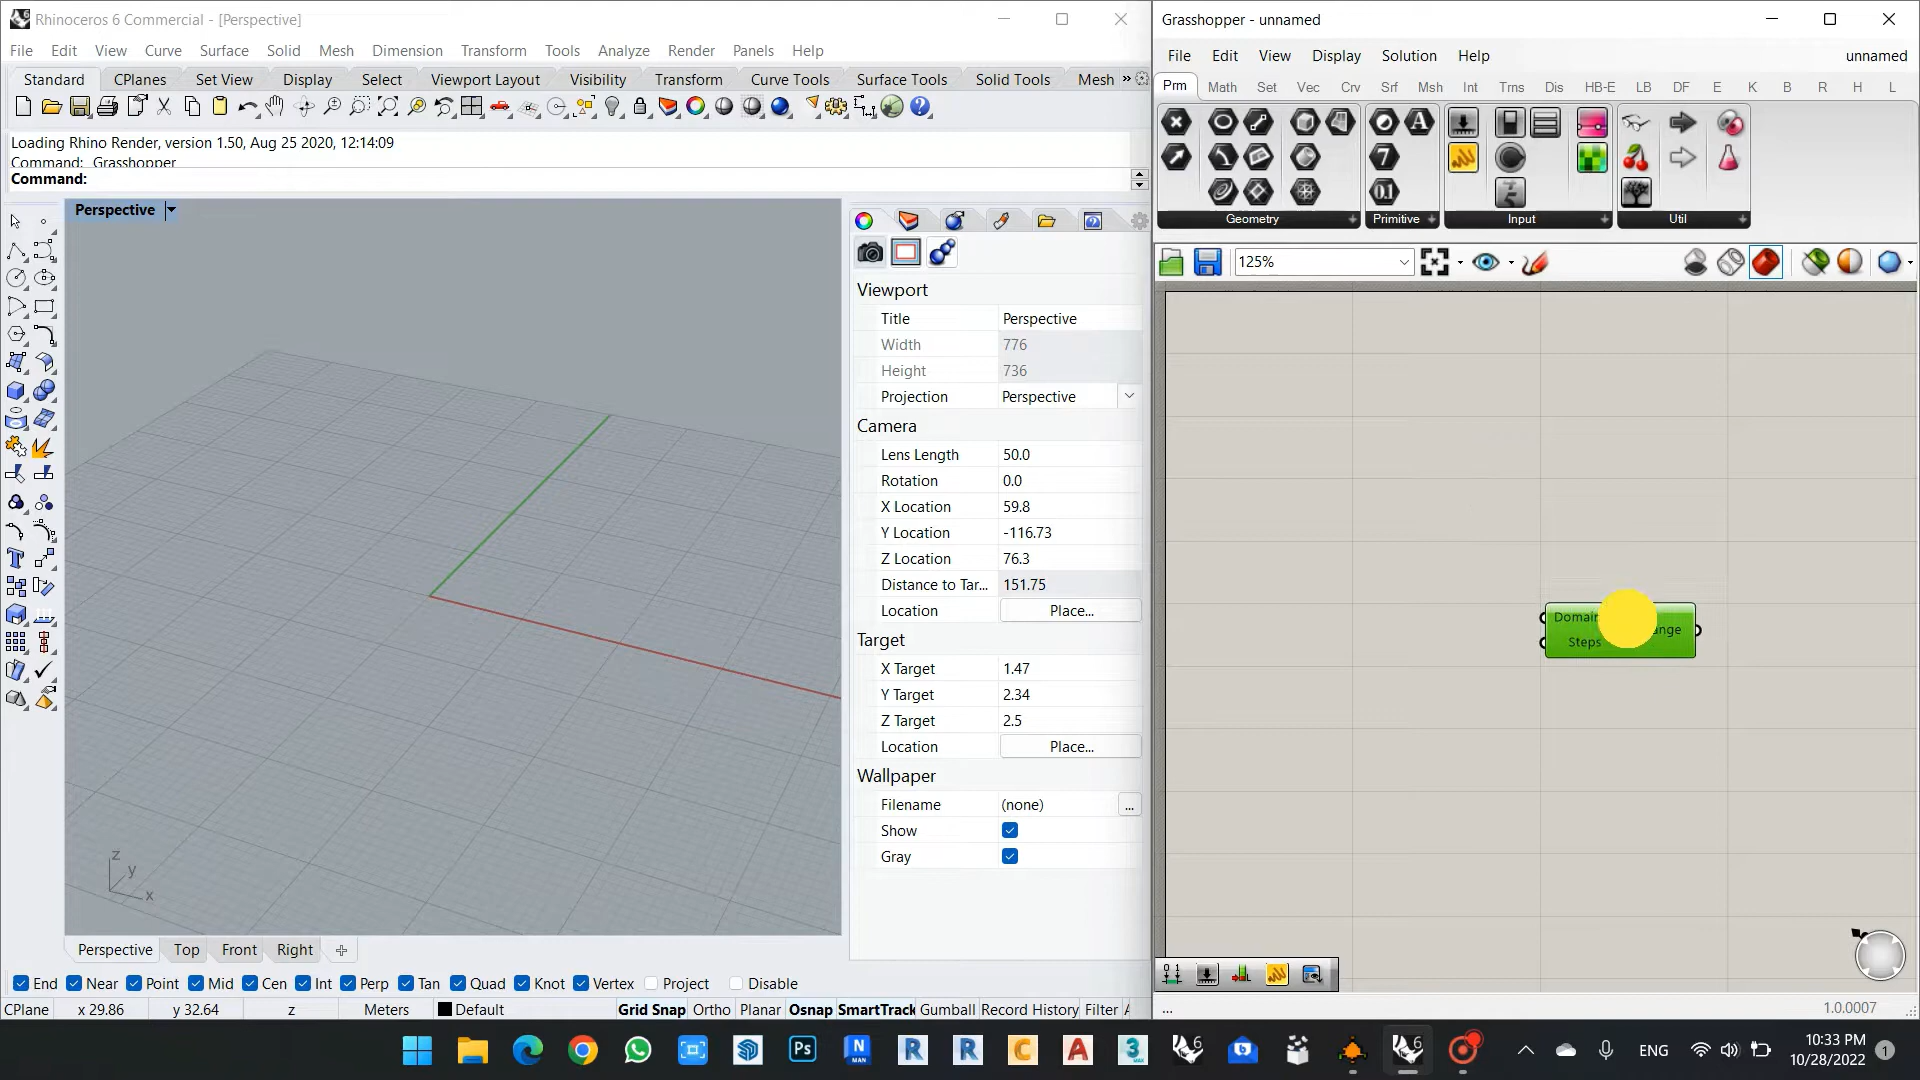 Rhinoceros 6 Commercial - [Perspective]
File Edit View Curve Surface Solid Mesh Dimension Transform Tools Analyze Render Panels Help
Standard CPlanes Set View Display Select Viewport Layout Visibility Transform Curve Tools Surface Tools Solid Tools Mesh »
Loading Rhino Render, version 1.50, Aug 25 2020, 12:14:09
Command: _Grasshopper
Command:
Perspective
Viewport
Title Perspective
Width 776
Height 736
Projection Perspective
Camera
Lens Length 50.0
Rotation 0.0
X Location 59.8
Y Location -116.73
Z Location 76.3
Distance to Tar... 151.75
Location Place...
Target
X Target 1.47
Y Target 2.34
Z Target 2.5
Location Place...
Wallpaper
Filename (none) ...
Show
Gray
z
y
x
Perspective Top Front Right
End Near Point Mid Cen Int Perp Tan Quad Knot Vertex Project Disable
CPlane x 29.86 y 32.64 z Meters Default Grid Snap Ortho Planar Osnap SmartTrack Gumball Record History Filter
Grasshopper - unnamed
File Edit View Display Solution Help unnamed
Prm Math Set Vec Crv Srf Msh Int Trns Dis HB-E LB DF E K B R H L
Geometry Primitive Input Util
125%
Domain
Steps
ange
...
1.0.0007
ENG
10:33 PM
10/28/2022
1